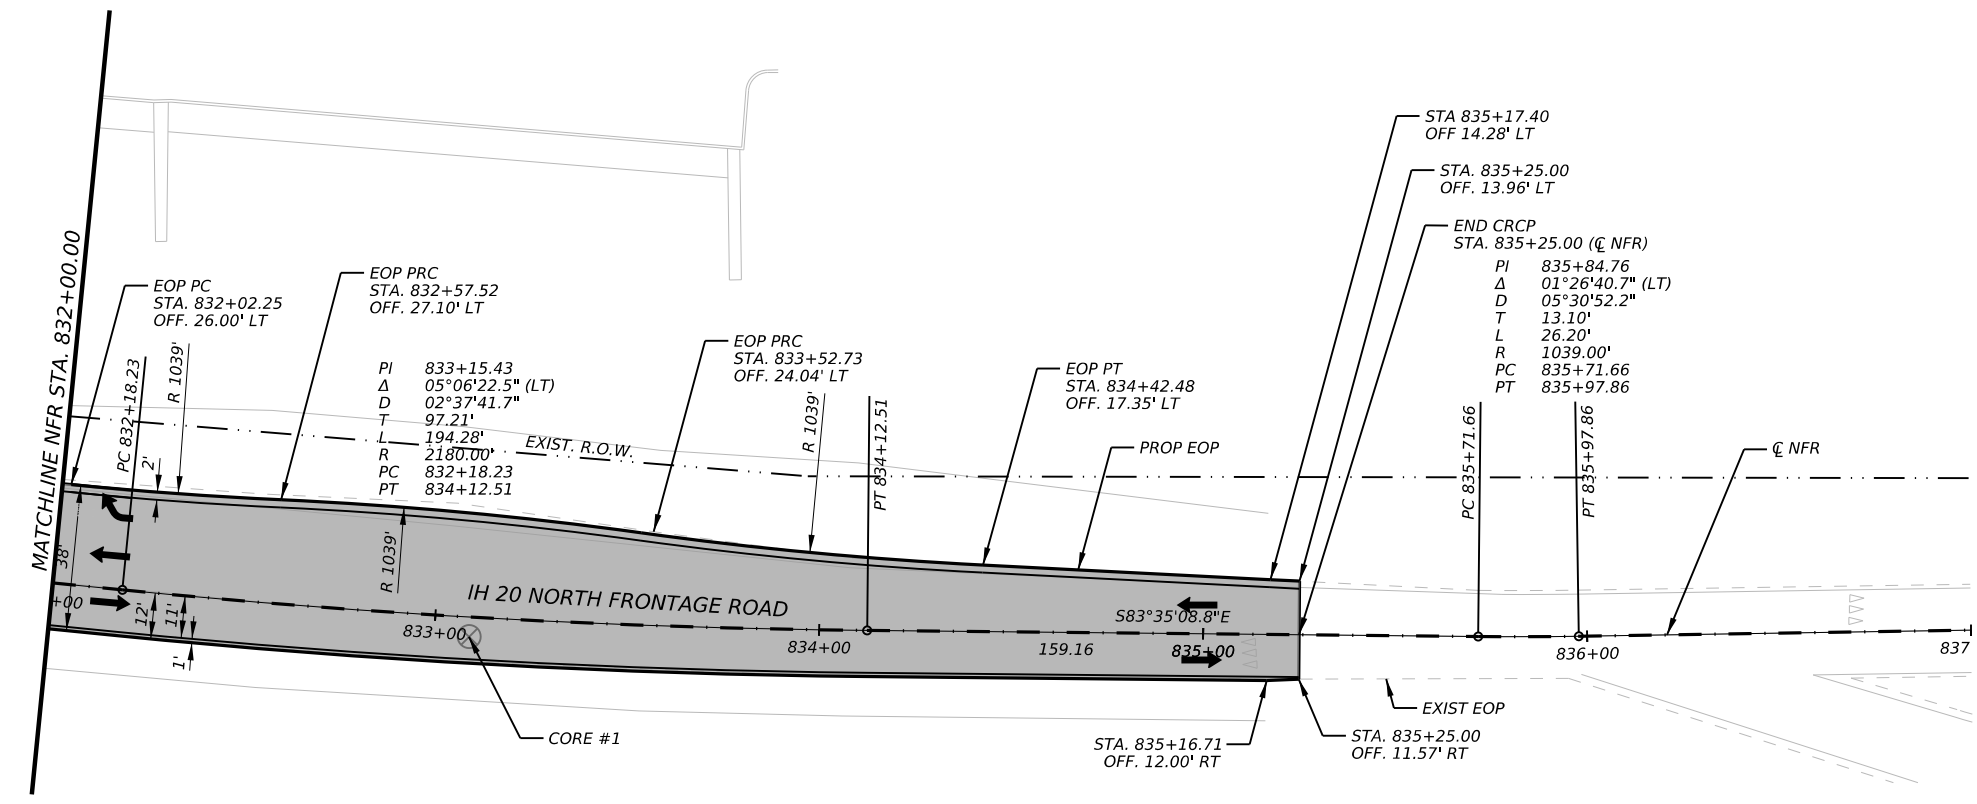 MATCHLINE NFR STA. 832+00.00
EOP PC
STA. 832+02.25
OFF. 26.00' LT
PC 832+18.23
R 1039'
2'
38'
+00
12'
11'
1'
EOP PRC
STA. 832+57.52
OFF. 27.10' LT
PI 833+15.43
Δ 05°06'22.5" (LT)
D 02°37'41.7"
T 97.21'
L 194.28'
R 2180.00'
PC 832+18.23
PT 834+12.51
EXIST. R.O.W.
R 1039'
IH 20 NORTH FRONTAGE ROAD
833+00
CORE #1
EOP PRC
STA. 833+52.73
OFF. 24.04' LT
R 1039'
PT 834+12.51
834+00
EOP PT
STA. 834+42.48
OFF. 17.35' LT
PROP EOP
S83°35'08.8"E
159.16
835+00
STA 835+17.40
OFF 14.28' LT
STA. 835+25.00
OFF. 13.96' LT
END CRCP
STA. 835+25.00 (℄ NFR)
PI 835+84.76
Δ 01°26'40.7" (LT)
D 05°30'52.2"
T 13.10'
L 26.20'
R 1039.00'
PC 835+71.66
PT 835+97.86
PC 835+71.66
PT 835+97.86
℄ NFR
836+00
837
EXIST EOP
STA. 835+16.71
OFF. 12.00' RT
STA. 835+25.00
OFF. 11.57' RT